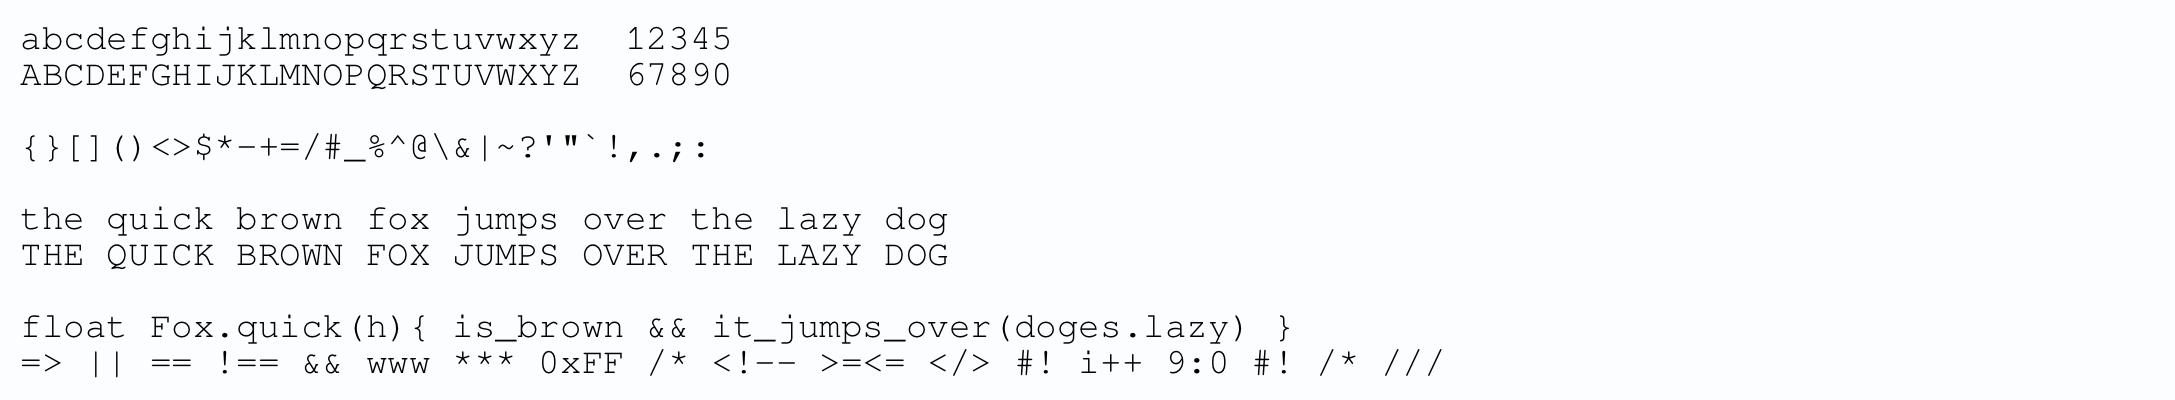 abcdefghijklmnopqrstuvwxyz  12345
ABCDEFGHIJKLMNOPQRSTUVWXYZ  67890
{}[]()<>$*-+=/#_%^@\&|~?'"`!,.;:
the quick brown fox jumps over the lazy dog
THE QUICK BROWN FOX JUMPS OVER THE LAZY DOG
float Fox.quick(h){ is_brown && it_jumps_over(doges.lazy) }
=> || == !== && www *** 0xFF /* <!-- >=<= </> #! i++ 9:0 #! /* ///